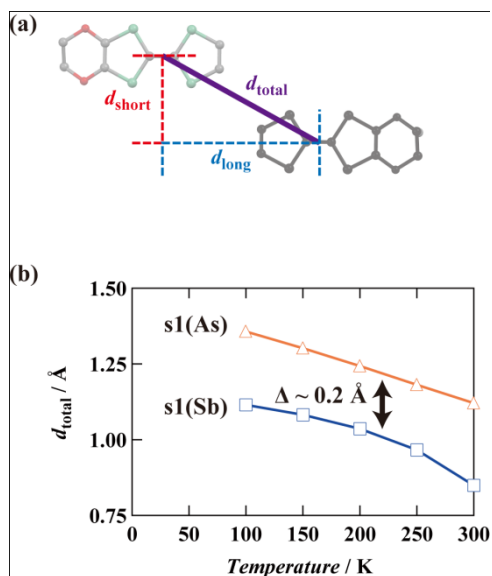 (a)
d_short
d_total
d_long
(b)
1.50
1.25
1.00
0.75
d_total / Å
s1(As)
Δ ~ 0.2 Å
s1(Sb)
0 50 100 150 200 250 300
Temperature / K